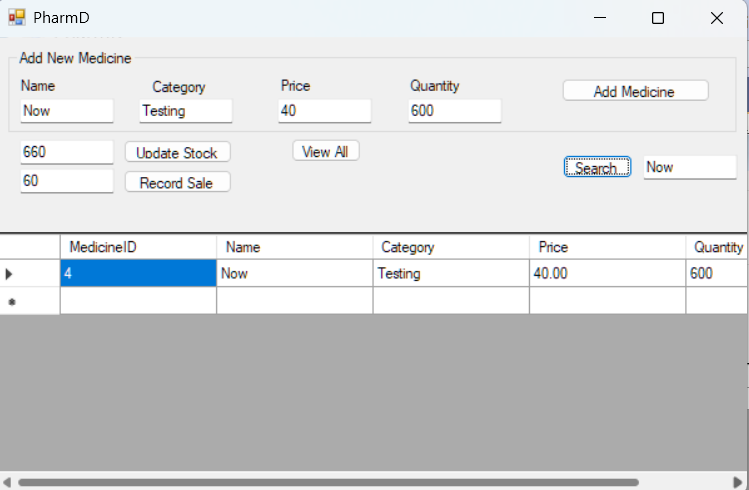 PharmD
Add New Medicine
Name Category Price Quantity
Now Testing 40 600 Add Medicine
660 Update Stock View All
Search Now
60 Record Sale
MedicineID Name Category Price Quantity
4 Now Testing 40.00 600